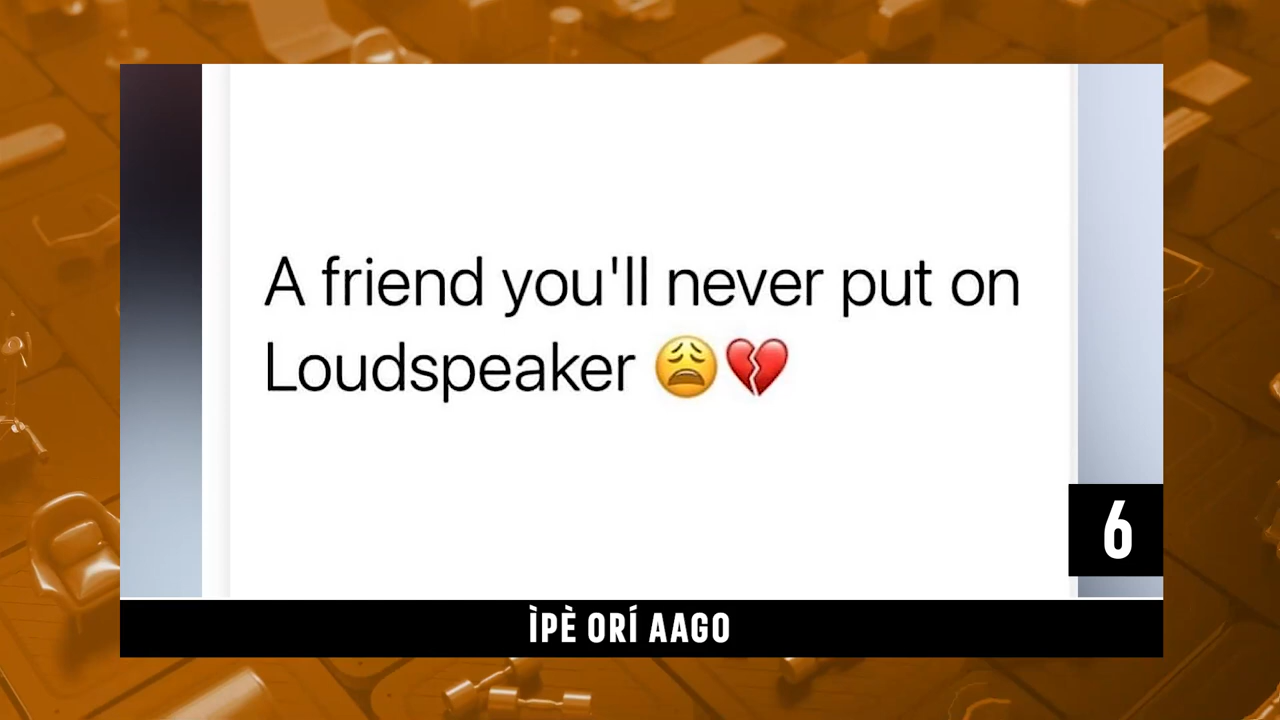 A friend you'll never put on
Loudspeaker 😩💔
6
ÌPÈ ORÍ AAGO